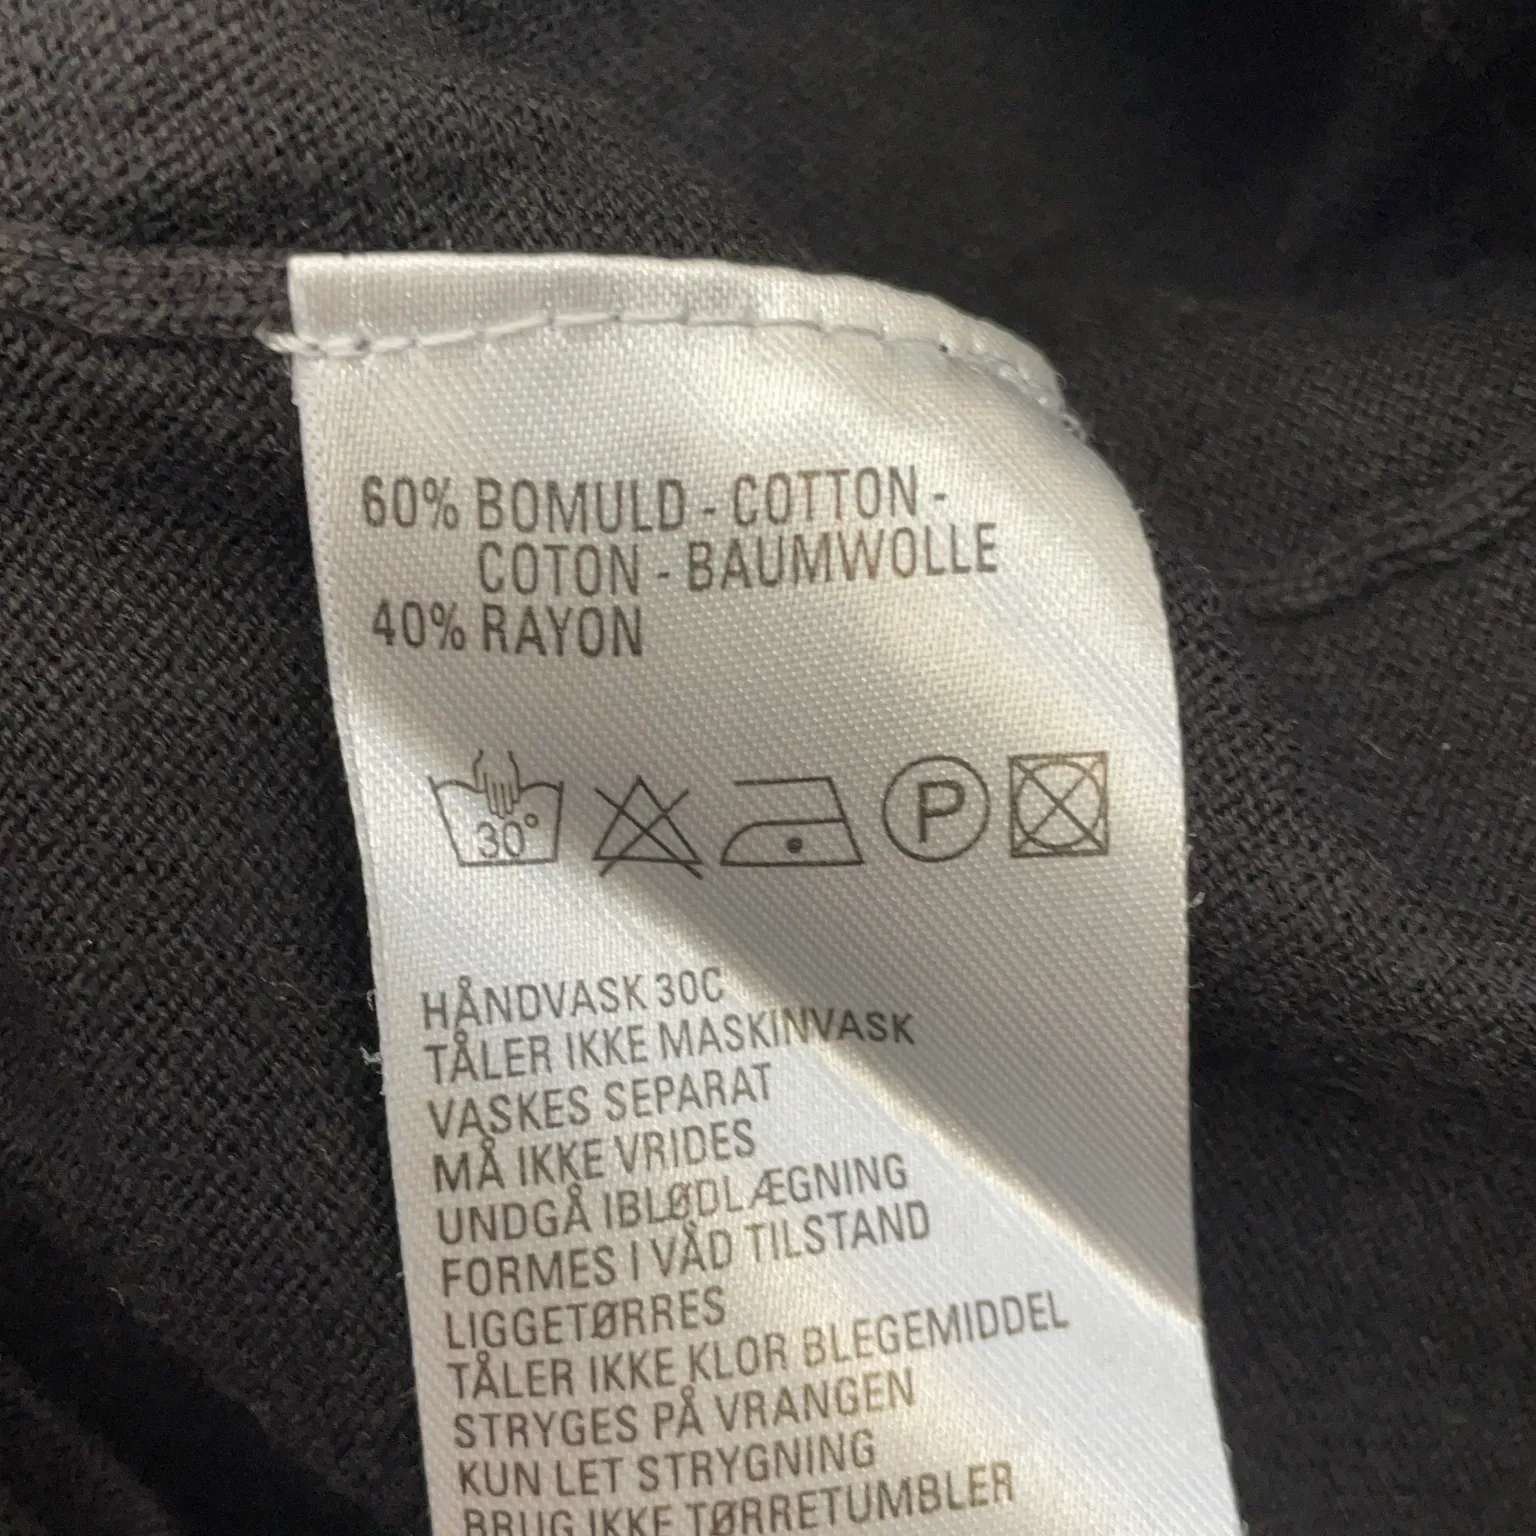 60% BOMULD - COTTON -
COTON - BAUMWOLLE
40% RAYON
30°
P
HÅNDVASK 30C
TÅLER IKKE MASKINVASK
VASKES SEPARAT
MÅ IKKE VRIDES
UNDGÅ IBLØDLÆGNING
FORMES I VÅD TILSTAND
LIGGETØRRES
TÅLER IKKE KLOR BLEGEMIDDEL
STRYGES PÅ VRANGEN
KUN LET STRYGNING
BRUG IKKE TØRRETUMBLER